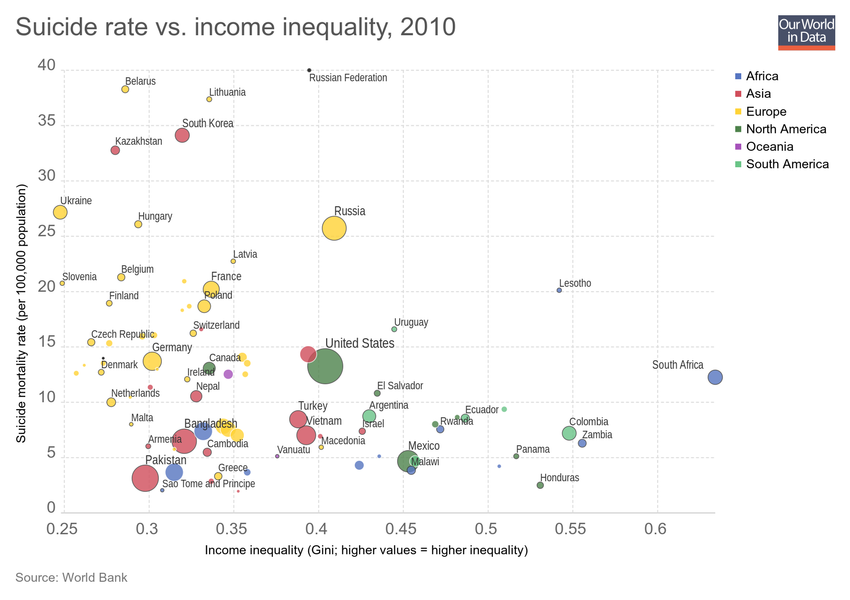 Suicide rate vs. income inequality, 2010
Our World
in Data
Africa
Asia
Europe
North America
Oceania
South America
Suicide mortality rate (per 100,000 population)
40
35
30
25
20
15
10
5
0
Russian Federation
Belarus
Lithuania
South Korea
Kazakhstan
Ukraine
Hungary
Russia
Latvia
Slovenia
Belgium
France
Lesotho
Finland
Poland
Switzerland
Uruguay
Czech Republic
Germany
United States
Canada
South Africa
Denmark
Ireland
Nepal
El Salvador
Netherlands
Turkey
Argentina
Ecuador
Malta
Bangladesh
Vietnam
Israel
Rwanda
Colombia
Armenia
Cambodia
Macedonia
Zambia
Vanuatu
Mexico
Panama
Pakistan
Greece
Malawi
Sao Tome and Principe
Honduras
0.25
0.3
0.35
0.4
0.45
0.5
0.55
0.6
Income inequality (Gini; higher values = higher inequality)
Source: World Bank